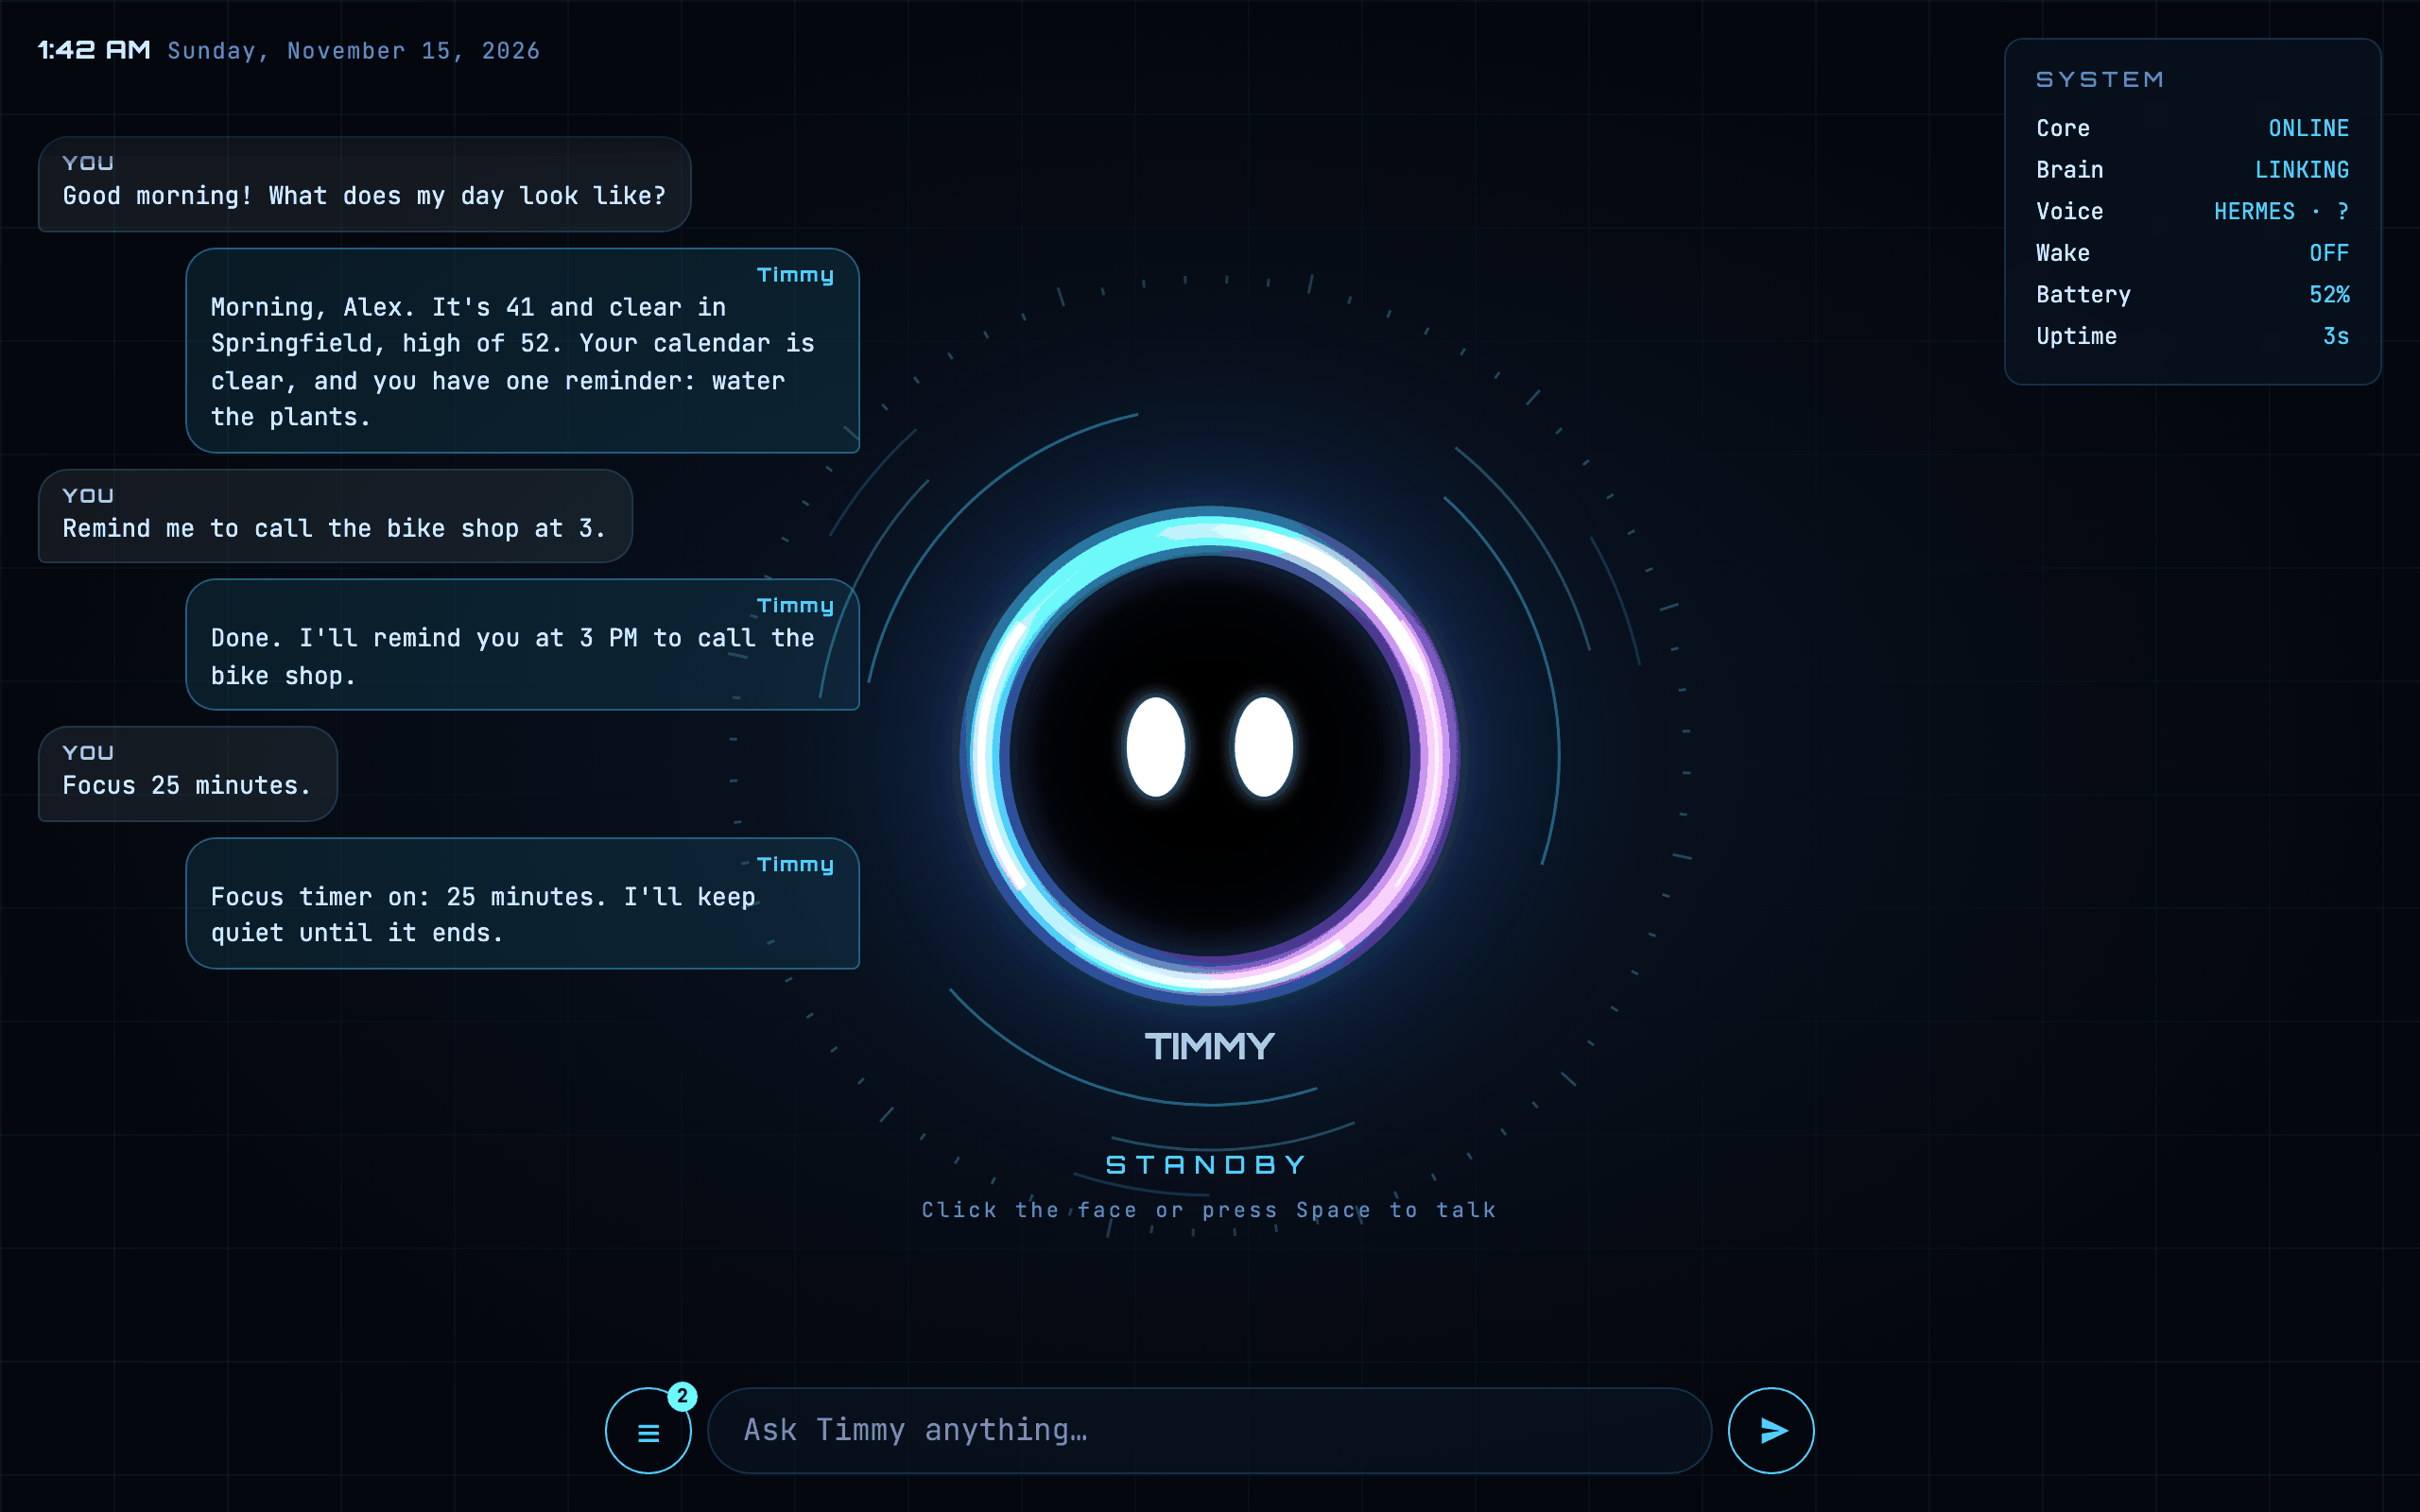 1:42 AM Sunday, November 15, 2026
YOU
Good morning! What does my day look like?
Timmy
Morning, Alex. It's 41 and clear in
Springfield, high of 52. Your calendar is
clear, and you have one reminder: water
the plants.
YOU
Remind me to call the bike shop at 3.
Timmy
Done. I'll remind you at 3 PM to call the
bike shop.
YOU
Focus 25 minutes.
Timmy
Focus timer on: 25 minutes. I'll keep
quiet until it ends.
SYSTEM
Core ONLINE
Brain LINKING
Voice HERMES · ?
Wake OFF
Battery 52%
Uptime 3s
TIMMY
STANDBY
Click the face or press Space to talk
2
Ask Timmy anything…